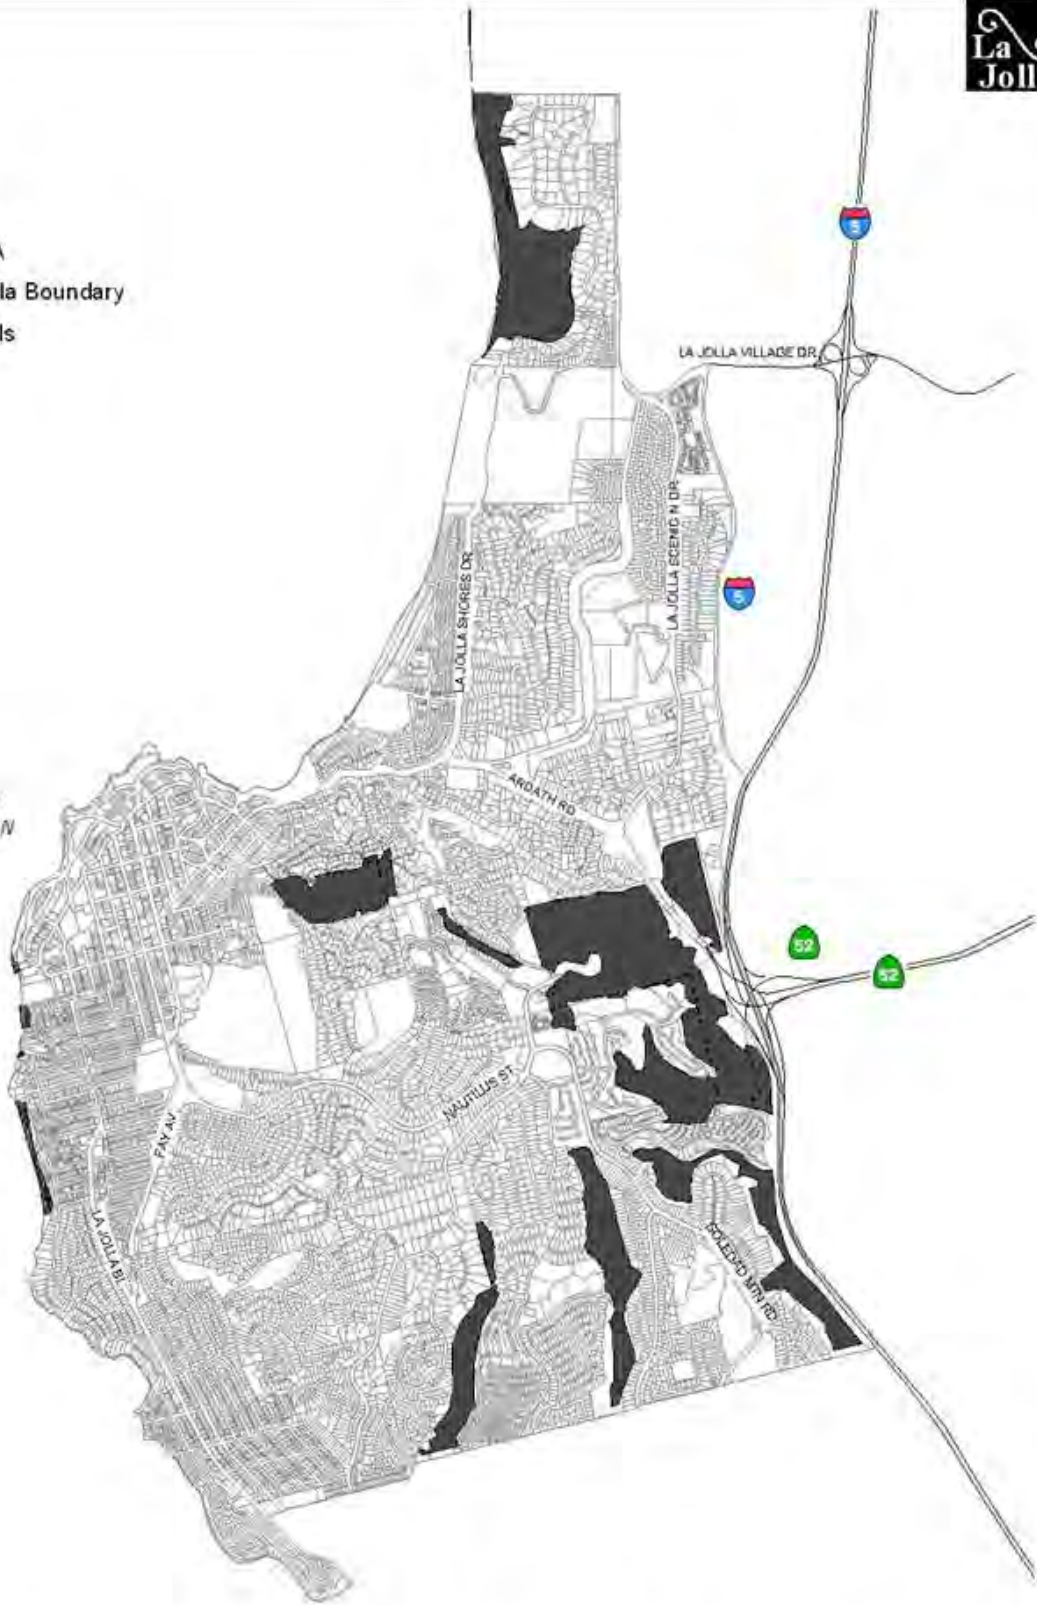 La
Joll
A
la Boundary
ls
5
LA JOLLA VILLAGE DR
LA JOLLA SCENIC N DR
5
LA JOLLA SHORES DR
ARDATH RD
N
52
52
NAUTILUS ST
FAY AV
LA JOLLA BL
SOLEDAD MTN RD